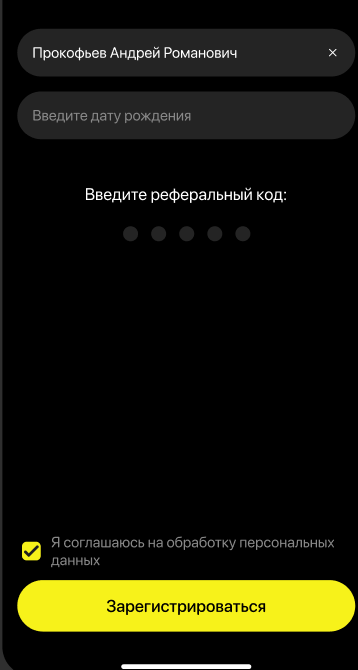 Прокофьев Андрей Романович
Введите дату рождения
Введите реферальный код:
Я соглашаюсь на обработку персональных
данных
Зарегистрироваться